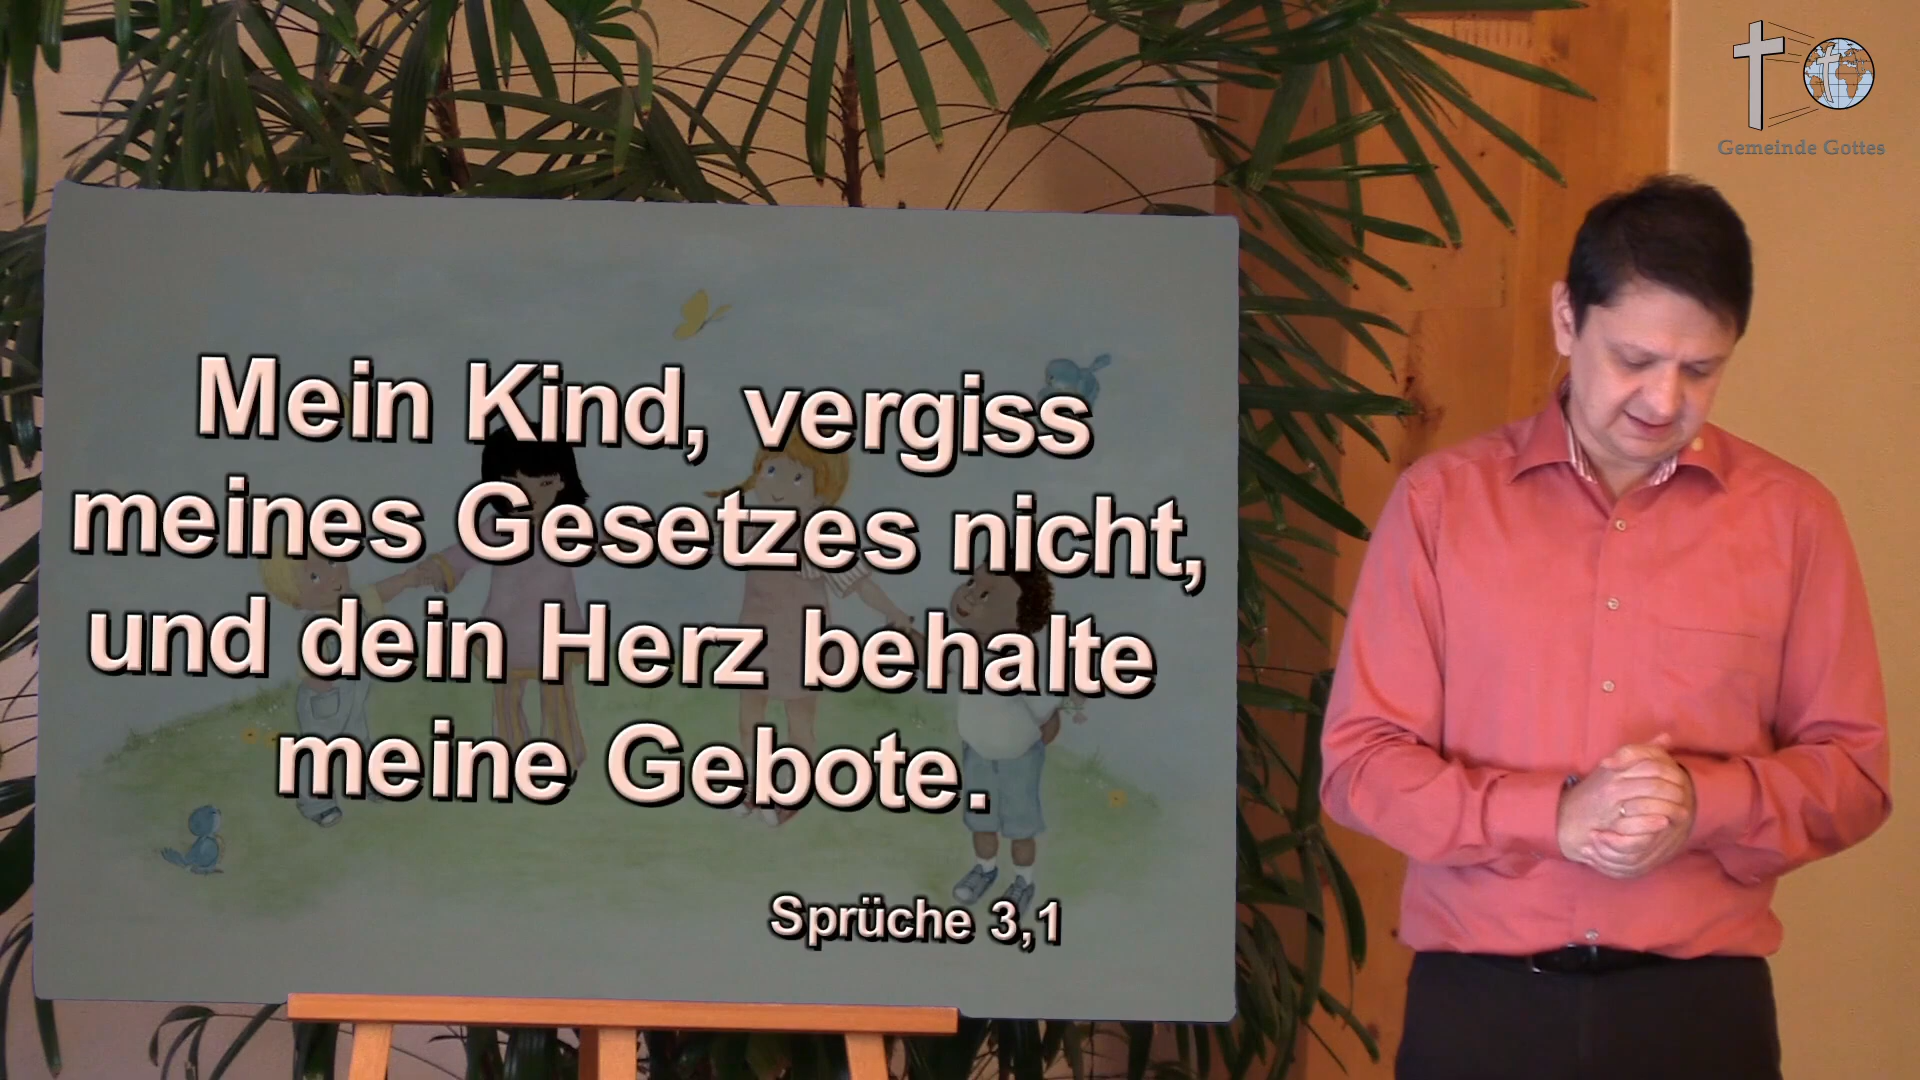 Gemeinde Gottes
Mein Kind, vergiss
meines Gesetzes nicht,
und dein Herz behalte
meine Gebote.
Sprüche 3,1